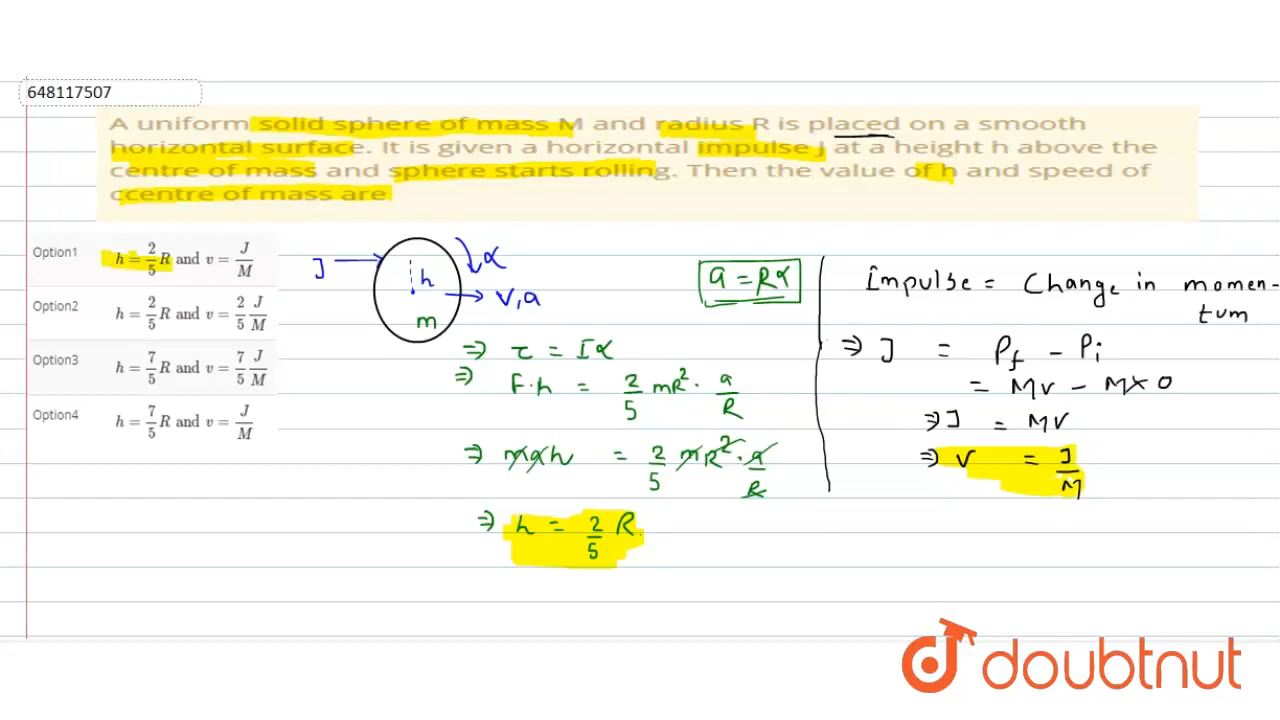 648117507
A uniform solid sphere of mass M and radius R is placed on a smooth
horizontal surface. It is given a horizontal impulse J at a height h above the
centre of mass and sphere starts rolling. Then the value of h and speed of
ccentre of mass are
Option1 h = 2/5 R and v = J/M
Option2 h = 2/5 R and v = 2/5 J/M
Option3 h = 7/5 R and v = 7/5 J/M
Option4 h = 7/5 R and v = J/M
J
h
α
v, a
m
a = Rα
⇒ τ = Iα
⇒ F·h = 2/5 mR² · a/R
⇒ mah = 2/5 mR² · a/R
⇒ h = 2/5 R.
Impulse = Change in momen-
tum
⇒ J = Pf - Pi
= Mv - M×0
⇒ J = Mv
⇒ v = J/M
doubtnut